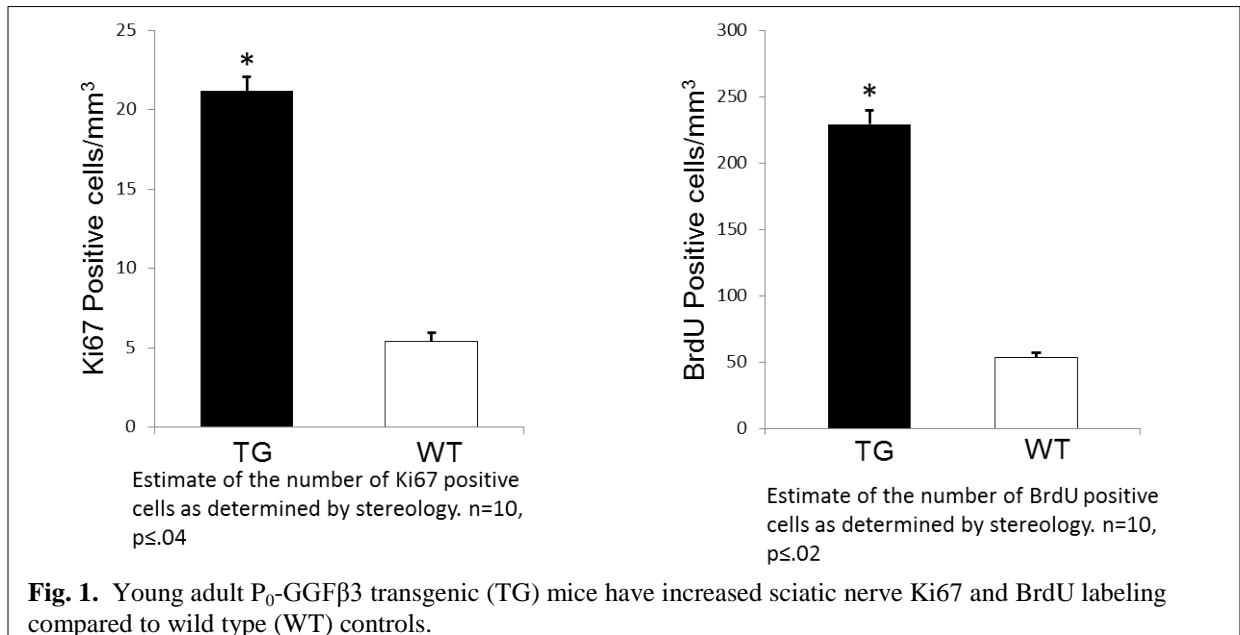 25
20
15
10
5
0
Ki67 Positive cells/mm³
*
TG
WT
Estimate of the number of Ki67 positive
cells as determined by stereology. n=10,
p≤.04
300
250
200
150
100
50
0
BrdU Positive cells/mm³
*
TG
WT
Estimate of the number of BrdU positive
cells as determined by stereology. n=10,
p≤.02
Fig. 1. Young adult P₀-GGFβ3 transgenic (TG) mice have increased sciatic nerve Ki67 and BrdU labeling
compared to wild type (WT) controls.